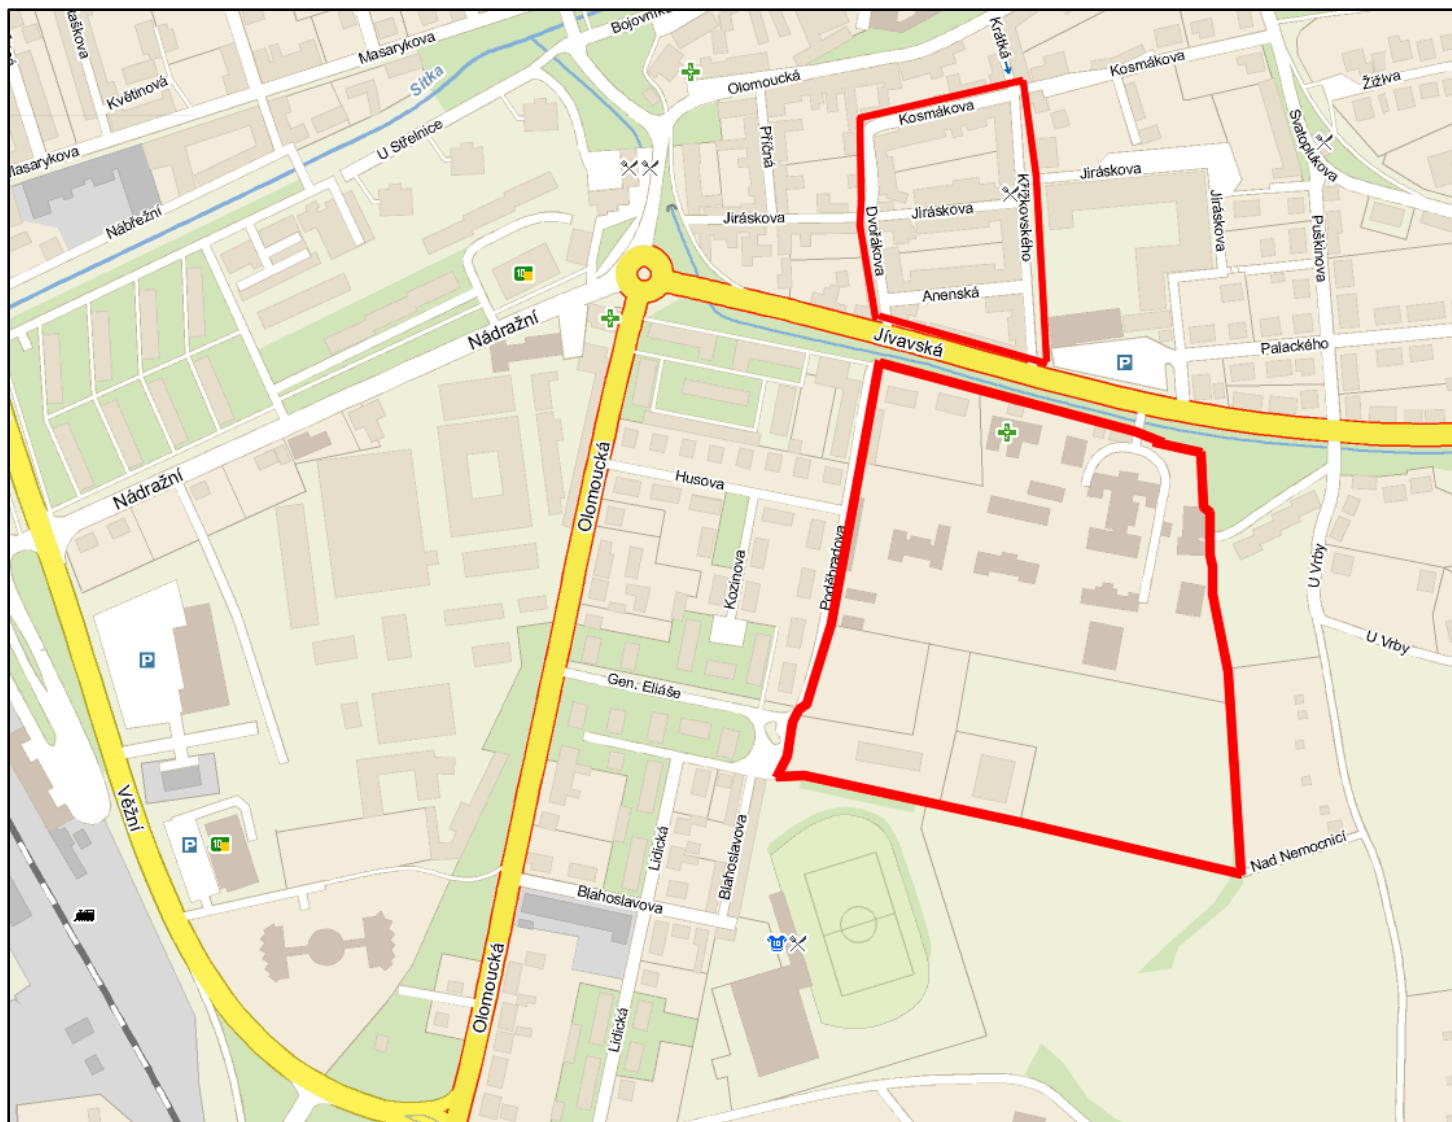 Květinová
Masarykova
Sitka
Bojovník
Krátká
Kosmákova
Žižlva
Olomoucká
Kosmákova
Svatoplukova
Masarykova
U Střelnice
Příčná
Jiráskova
Křížkovského
Jiráskova
Puškinova
Nábřežní
Jiráskova
Jiráskova
Dvořákova
Anenská
Nádražní
Jívavská
Palackého
P
Nádražní
Olomoucká
Husova
Poděbradova
Kozinova
U Vrby
U Vrby
P
Gen. Eliáše
Věžní
P
Lidická
Blahoslavova
Nad Nemocnicí
Blahoslavova
Olomoucká
Lidická